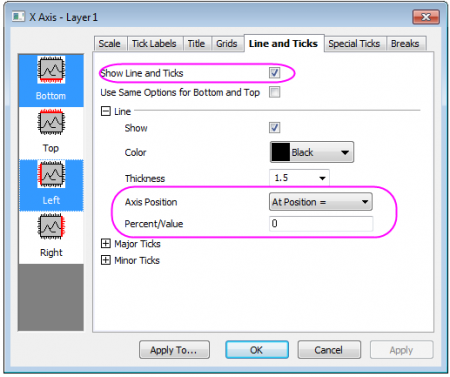 X Axis - Layer 1
Scale Tick Labels Title Grids Line and Ticks Special Ticks Breaks
Bottom
Top
Left
Right
Show Line and Ticks
Use Same Options for Bottom and Top
Line
Show
Color Black
Thickness 1.5
Axis Position At Position =
Percent/Value 0
Major Ticks
Minor Ticks
Apply To... OK Cancel Apply